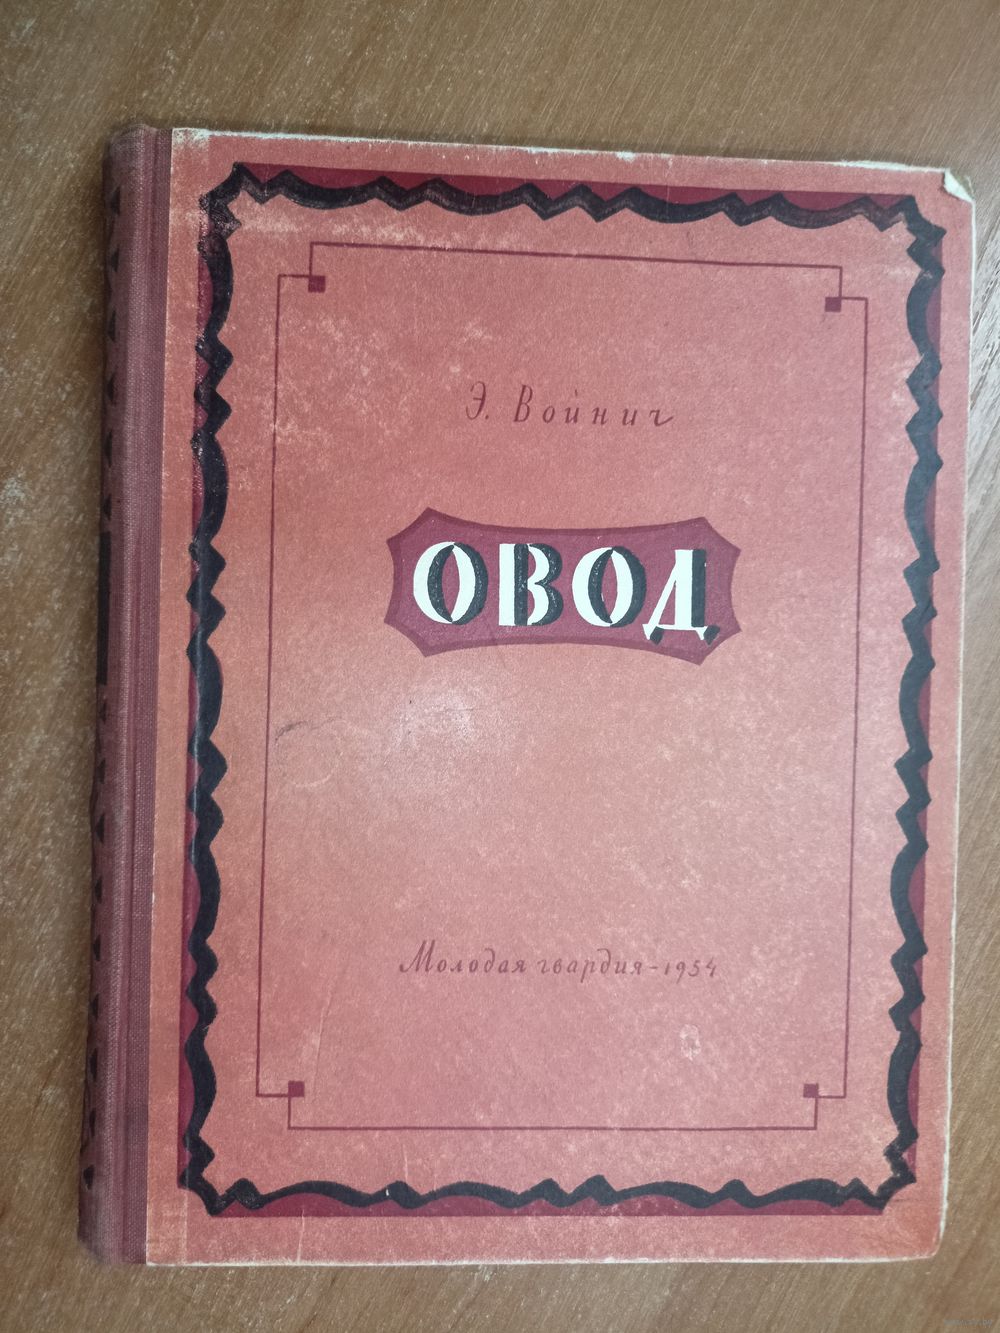 Э. Войнич
ОВОД
Молодая гвардия - 1954